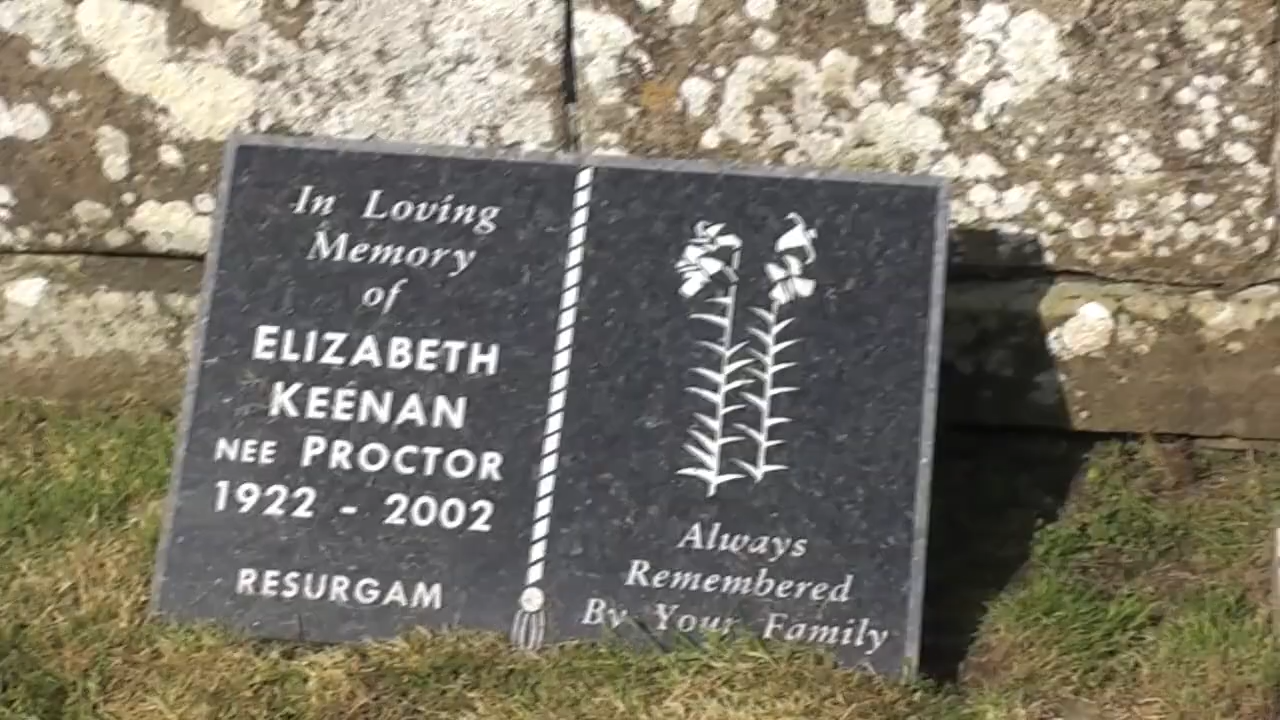 In Loving
Memory
of
ELIZABETH
KEENAN
NEE PROCTOR
1922 - 2002
RESURGAM
Always
Remembered
By Your Family